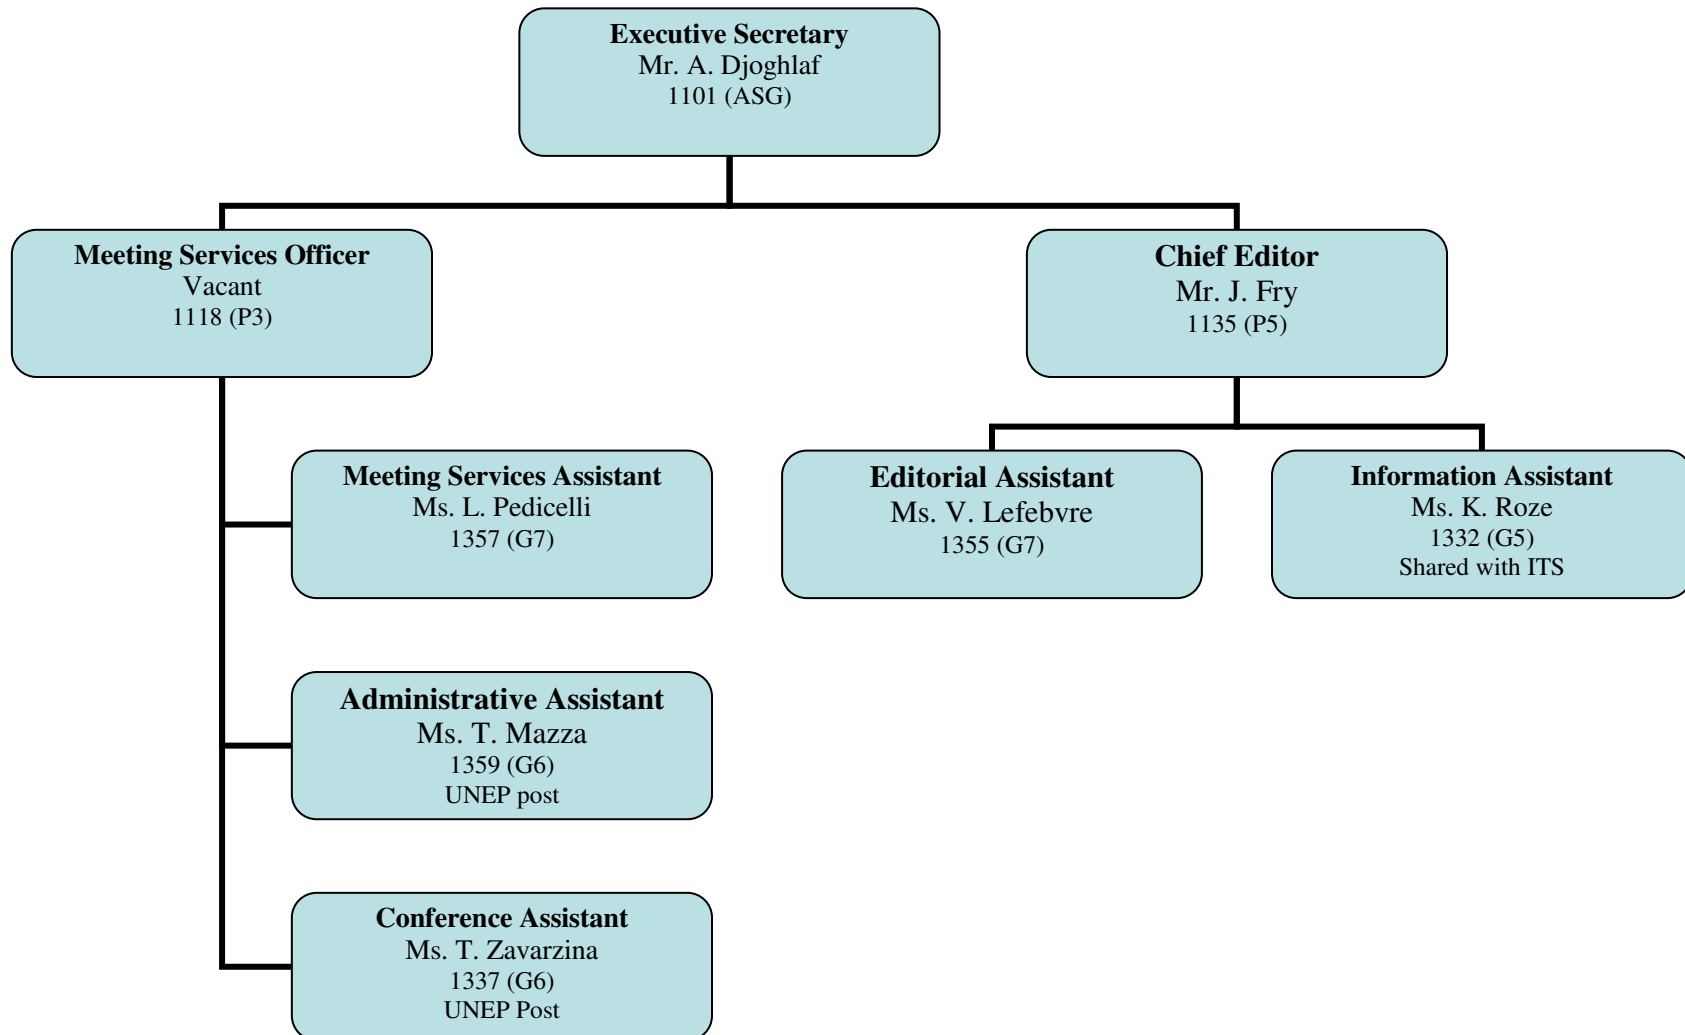 Executive Secretary
Mr. A. Djoghlaf
1101 (ASG)
Meeting Services Officer
Vacant
1118 (P3)
Chief Editor
Mr. J. Fry
1135 (P5)
Meeting Services Assistant
Ms. L. Pedicelli
1357 (G7)
Editorial Assistant
Ms. V. Lefebvre
1355 (G7)
Information Assistant
Ms. K. Roze
1332 (G5)
Shared with ITS
Administrative Assistant
Ms. T. Mazza
1359 (G6)
UNEP post
Conference Assistant
Ms. T. Zavarzina
1337 (G6)
UNEP Post